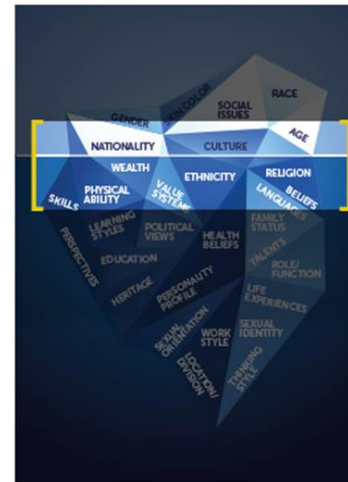 RACE
SKIN COLOR
SOCIAL
ISSUES
GENDER
AGE
NATIONALITY
CULTURE
WEALTH
ETHNICITY
RELIGION
SKILLS
PHYSICAL
ABILITY
VALUE
SYSTEMS
LANGUAGES
BELIEFS
PERSPECTIVES
LEARNING
STYLES
POLITICAL
VIEWS
HEALTH
BELIEFS
FAMILY
STATUS
TALENTS
EDUCATION
ROLE/
FUNCTION
HERITAGE
PERSONALITY
PROFILE
LIFE
EXPERIENCES
SEXUAL
ORIENTATION
WORK
STYLE
SEXUAL
IDENTITY
LOCATION/
DIVISION
THINKING
STYLE